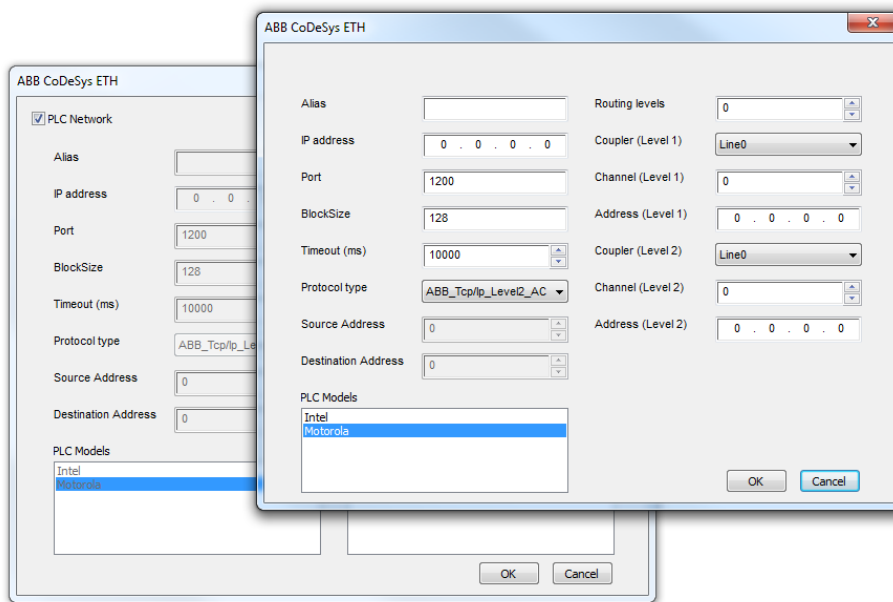 ABB CoDeSys ETH
Alias
IP address 0 . 0 . 0 . 0
Port 1200
BlockSize 128
Timeout (ms) 10000
Protocol type ABB_Tcp/Ip_Level2_AC
Source Address 0
Destination Address 0
PLC Models
Intel
Motorola
Routing levels 0
Coupler (Level 1) Line0
Channel (Level 1) 0
Address (Level 1) 0 . 0 . 0 . 0
Coupler (Level 2) Line0
Channel (Level 2) 0
Address (Level 2) 0 . 0 . 0 . 0
OK Cancel
ABB CoDeSys ETH
PLC Network
Alias
IP address 0 . 0 .
Port 1200
BlockSize 128
Timeout (ms) 10000
Protocol type ABB_Tcp/Ip_Le
Source Address 0
Destination Address 0
PLC Models
Intel
Motorola
OK Cancel